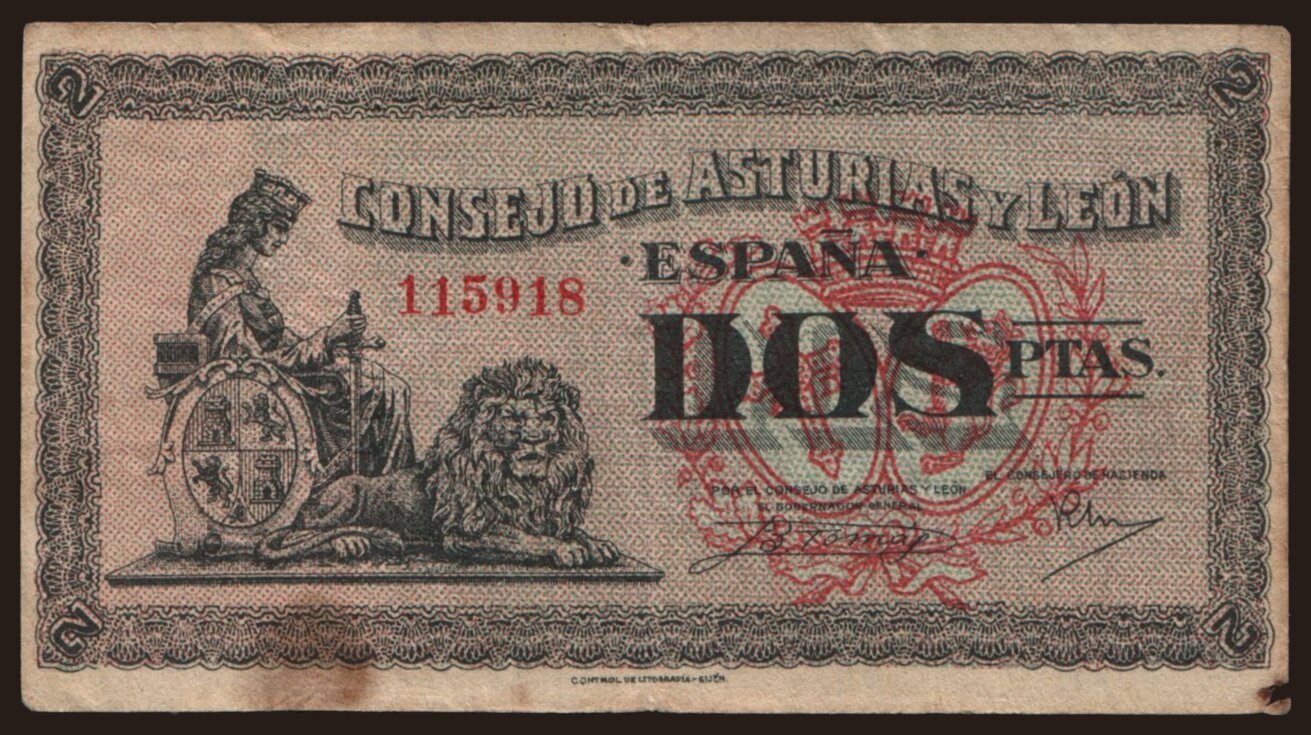 2
2
CONSEJO DE ASTURIAS Y LEÓN
·ESPAÑA·
115918
DOS PTAS.
POR EL CONSEJO DE ASTURIAS Y LEÓN
EL GOBERNADOR GENERAL
EL CONSEJERO DE HACIENDA
B Tomás
2
2
CONTROL DE LITOGRAFÍA-GIJÓN.